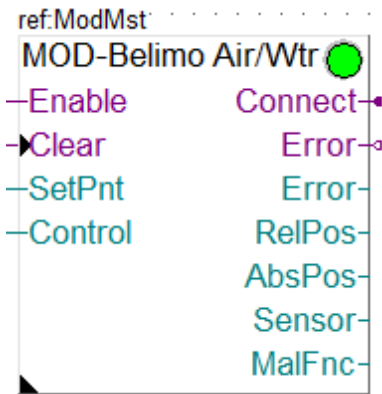 ref:ModMst
MOD-Belimo Air/Wtr
Enable Connect
Clear Error
SetPnt Error
Control RelPos
AbsPos
Sensor
MalFnc